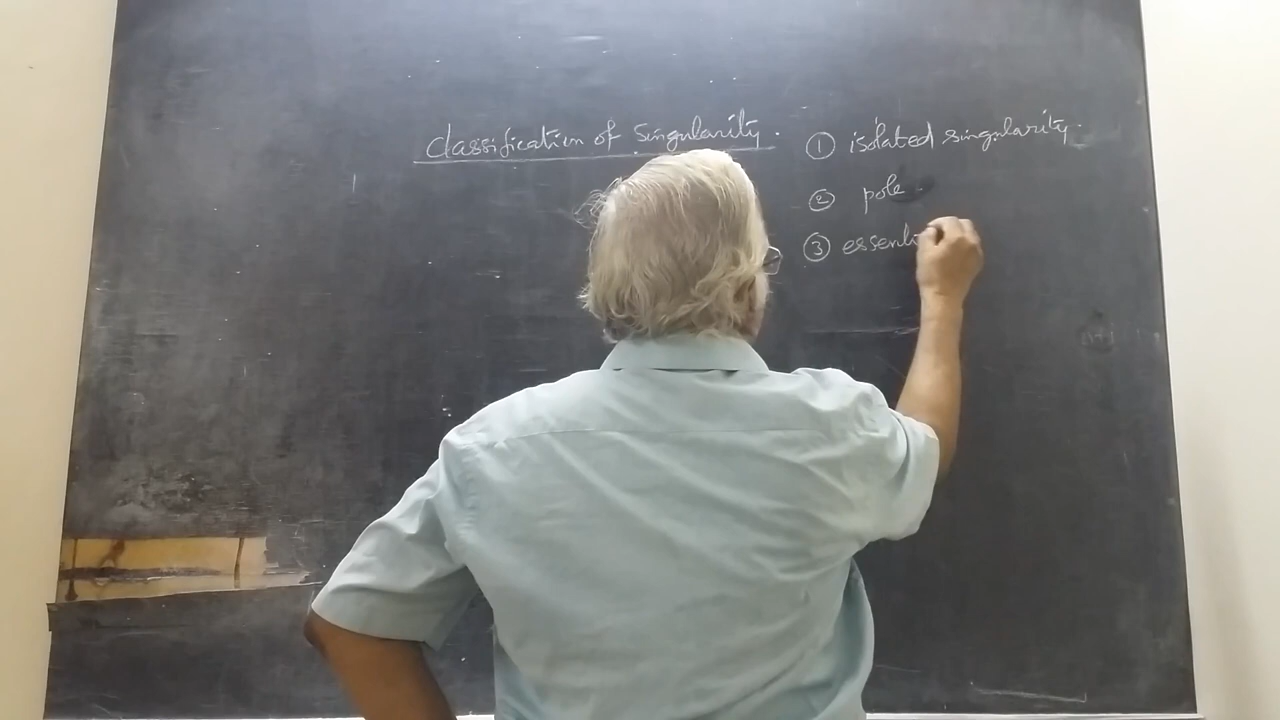 Classification of Singularity.
① isolated singularity.
② pole.
③ essenti